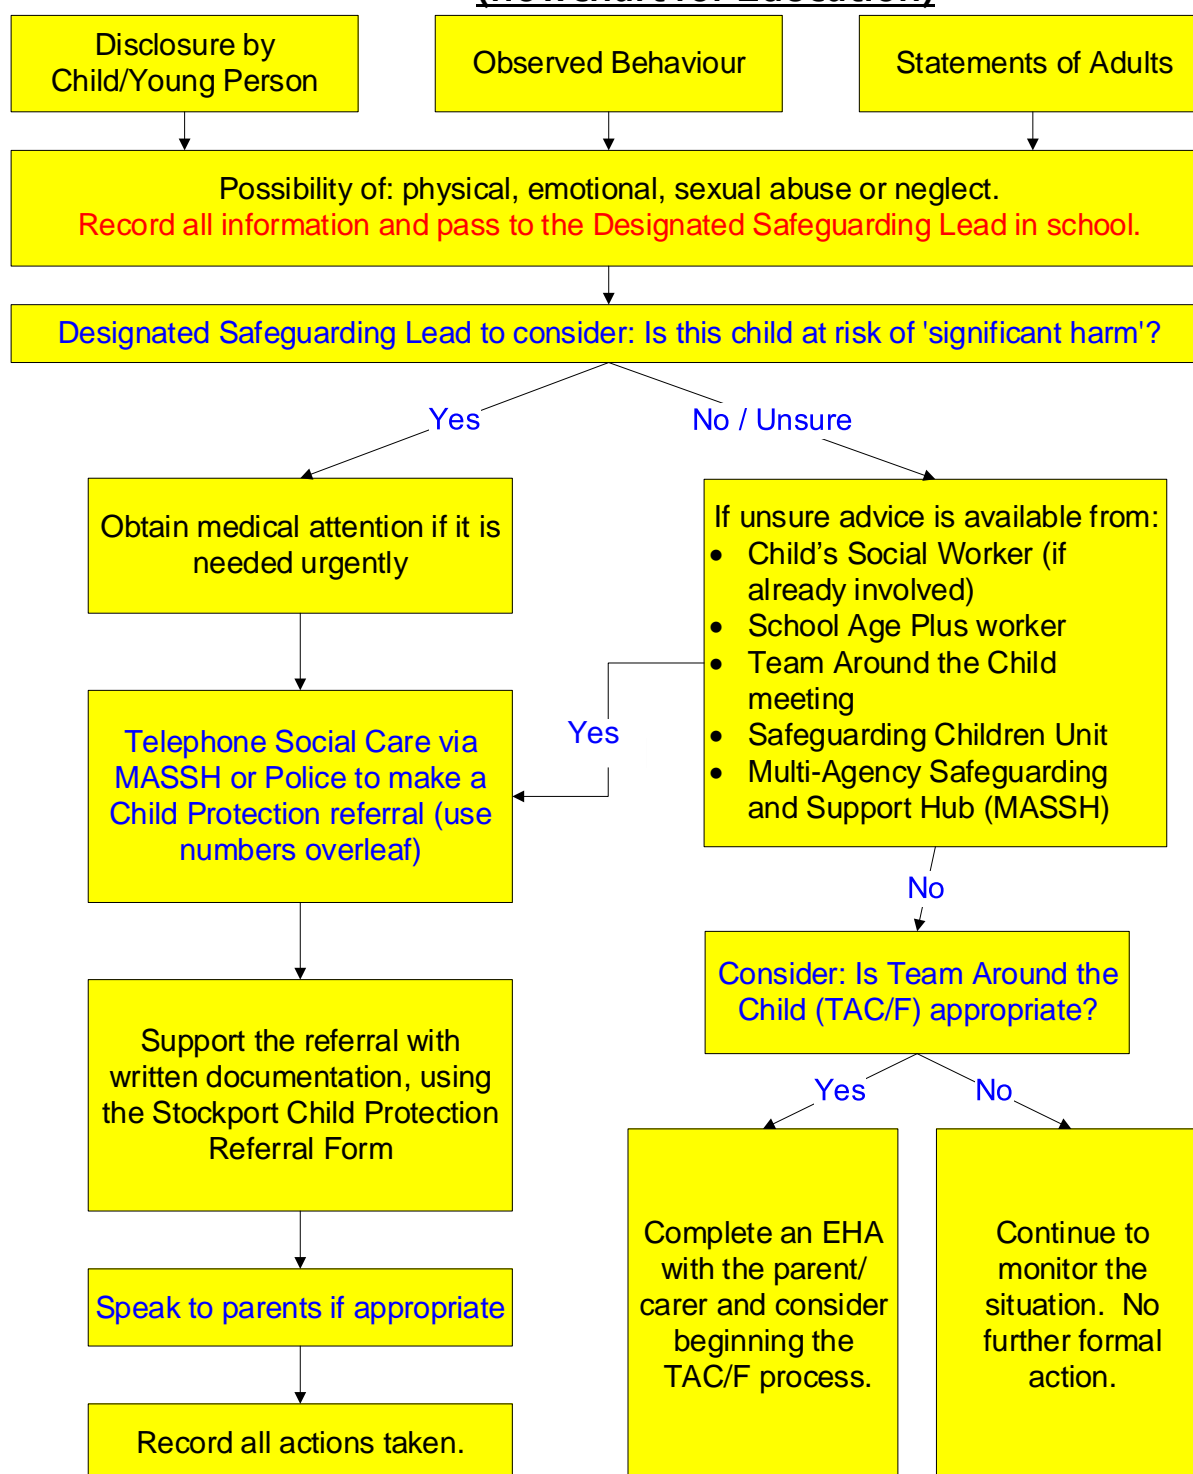 (flowchart for Education)
Disclosure by
Child/Young Person
Observed Behaviour
Statements of Adults
Possibility of: physical, emotional, sexual abuse or neglect.
Record all information and pass to the Designated Safeguarding Lead in school.
Designated Safeguarding Lead to consider: Is this child at risk of 'significant harm'?
Yes
No / Unsure
Obtain medical attention if it is
needed urgently
If unsure advice is available from:
• Child’s Social Worker (if
already involved)
• School Age Plus worker
• Team Around the Child
meeting
• Safeguarding Children Unit
• Multi-Agency Safeguarding
and Support Hub (MASSH)
Yes
Telephone Social Care via
MASSH or Police to make a
Child Protection referral (use
numbers overleaf)
No
Consider: Is Team Around the
Child (TAC/F) appropriate?
Support the referral with
written documentation, using
the Stockport Child Protection
Referral Form
Yes
No
Complete an EHA
with the parent/
carer and consider
beginning the
TAC/F process.
Continue to
monitor the
situation.  No
further formal
action.
Speak to parents if appropriate
Record all actions taken.